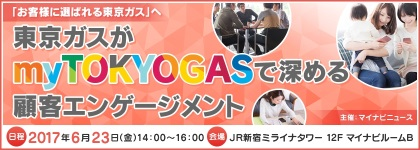 「お客様に選ばれる東京ガス」へ
東京ガスが
myTOKYOGASで深める
顧客エンゲージメント
主催:マイナビニュース
日程 2017年6月23日(金)14:00〜16:00 会場 JR新宿ミライナタワー 12F マイナビルームB